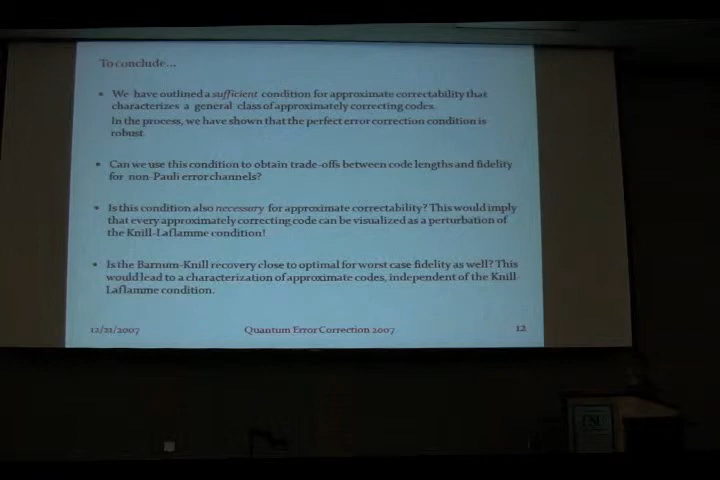 To conclude...
• We have outlined a sufficient condition for approximate correctability that
characterizes a general class of approximately correcting codes.
In the process, we have shown that the perfect error correction condition is
robust
• Can we use this condition to obtain trade-offs between code lengths and fidelity
for non-Pauli error channels?
• Is this condition also necessary for approximate correctability? This would imply
that every approximately correcting code can be visualized as a perturbation of
the Knill-Laflamme condition!
• Is the Barnum-Knill recovery close to optimal for worst case fidelity as well? This
would lead to a characterization of approximate codes, independent of the Knill
Laflamme condition.
12/21/2007 Quantum Error Correction 2007 12